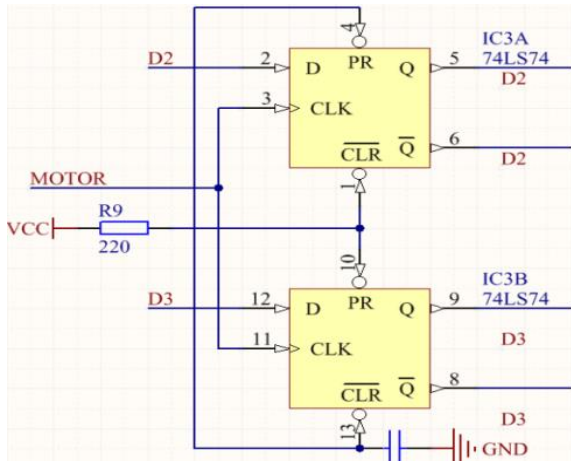 4
IC3A
74LS74
D2
2
D
PR
Q
5
D2
3
CLK
6
CLR
Q
D2
MOTOR
1
R9
VCC
220
10
IC3B
74LS74
D3
12
D
PR
Q
9
11
CLK
D3
8
CLR
Q
13
D3
GND